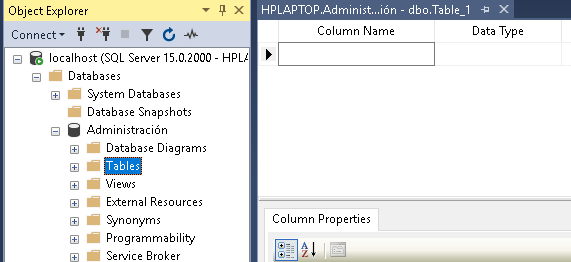 Object Explorer
Connect
localhost (SQL Server 15.0.2000 - HPLA
Databases
System Databases
Database Snapshots
Administración
Database Diagrams
Tables
Views
External Resources
Synonyms
Programmability
Service Broker
HPLAPTOP.Administ...ión - dbo.Table_1
Column Name Data Type
Column Properties